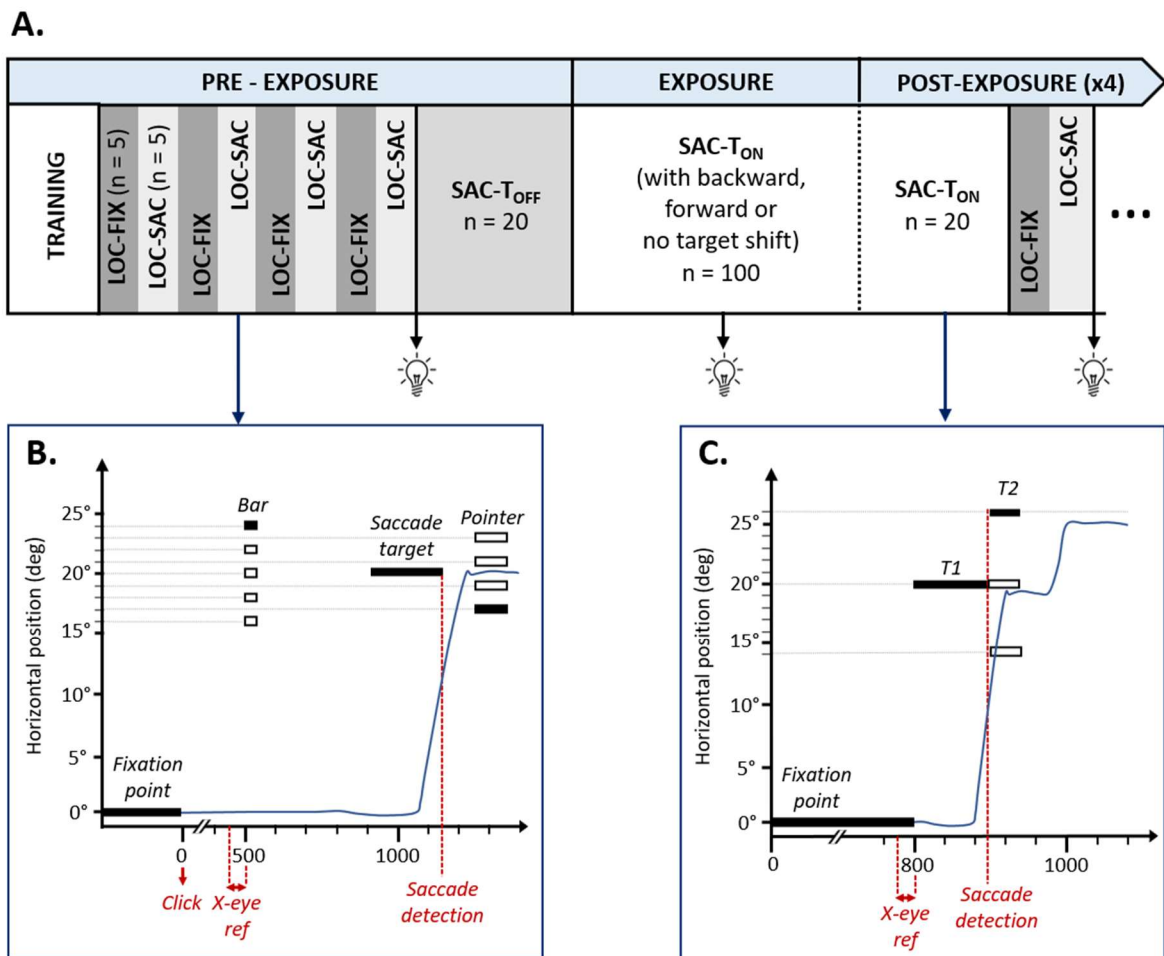 A.
PRE - EXPOSURE
EXPOSURE
POST-EXPOSURE (x4)
TRAINING
LOC-FIX (n = 5)
LOC-SAC (n = 5)
LOC-FIX
LOC-SAC
LOC-FIX
LOC-SAC
LOC-FIX
LOC-SAC
SAC-TOFF
n = 20
SAC-TON
(with backward,
forward or
no target shift)
n = 100
SAC-TON
n = 20
LOC-FIX
LOC-SAC
...
B.
Horizontal position (deg)
25°
20°
15°
10°
5°
0°
Bar
Saccade
target
Pointer
Fixation
point
0
500
1000
Click
X-eye
ref
Saccade
detection
C.
Horizontal position (deg)
25°
20°
15°
10°
5°
0°
T2
T1
Fixation
point
0
800
1000
X-eye
ref
Saccade
detection